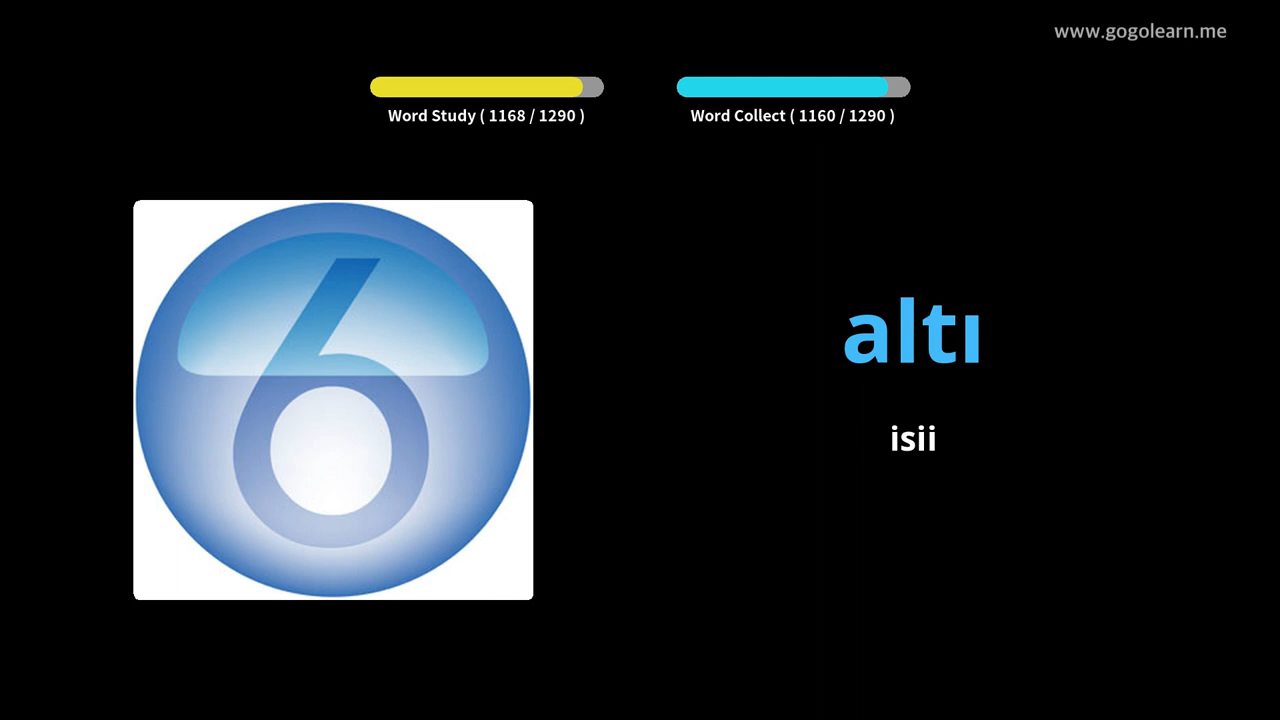 www.gogolearn.me
Word Study ( 1168 / 1290 )
Word Collect ( 1160 / 1290 )
6
altı
isii